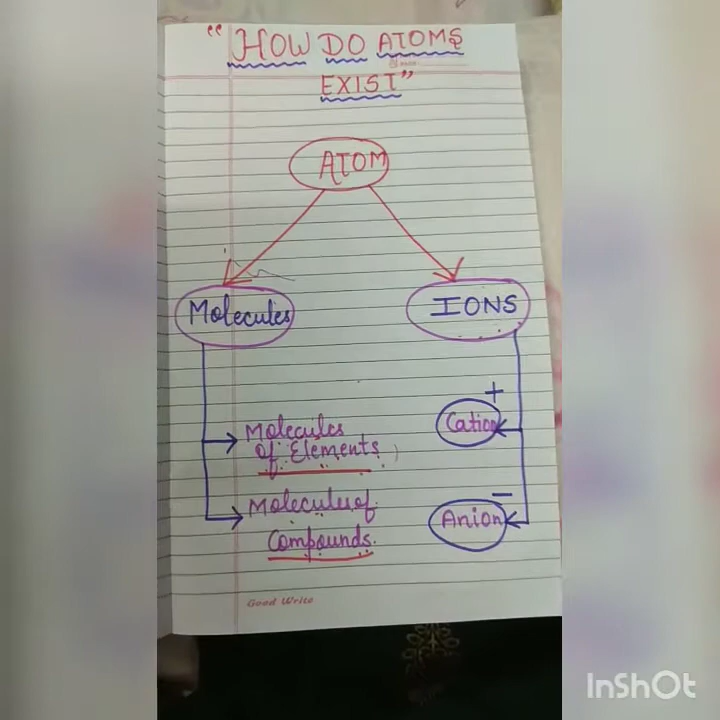 "HOW DO ATOMS
EXIST"
ATOM
Molecules
IONS
+
Cation
Molecules
of Elements
Molecules of
Compounds.
−
Anion
Good Write
InShOt